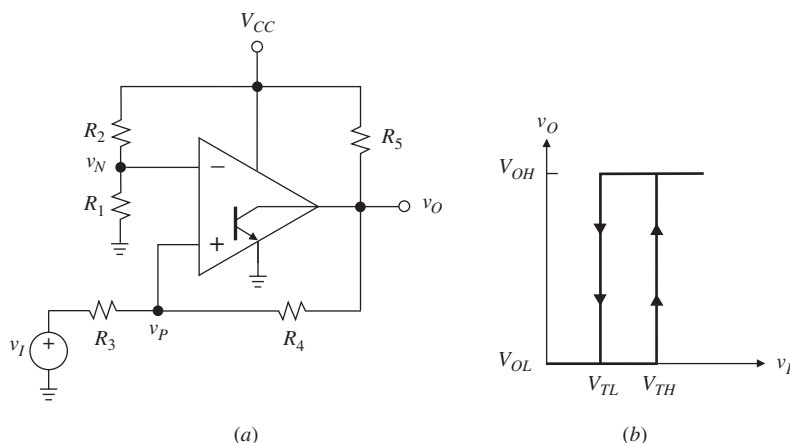 V_CC
R_2
R_5
v_N
−
R_1
v_O
+
R_3
v_P
R_4
v_I
+
(a)
v_O
V_OH
V_OL
V_TL
V_TH
v_I
(b)